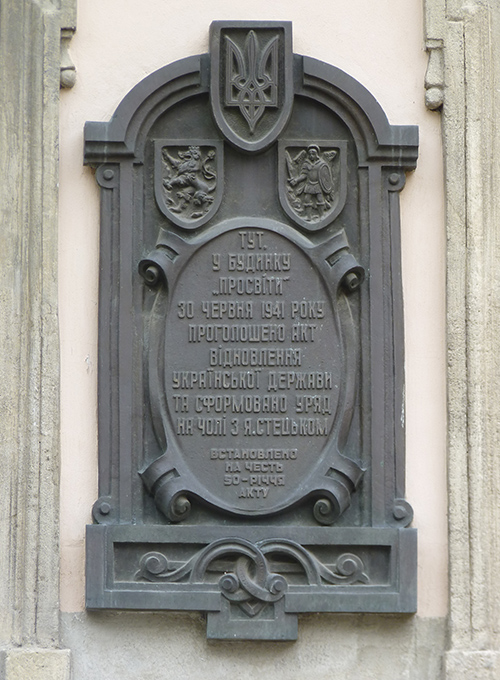 ТУТ,
У БУДИНКУ
„ПРОСВІТИ“
30 ЧЕРВНЯ 1941 РОКУ
ПРОГОЛОШЕНО АКТ
ВІДНОВЛЕННЯ
УКРАЇНСЬКОЇ ДЕРЖАВИ
ТА СФОРМОВАНО УРЯД
НА ЧОЛІ З Я.СТЕЦЬКОМ
ВСТАНОВЛЕНО
НА ЧЕСТЬ
50-РІЧЧЯ
АКТУ